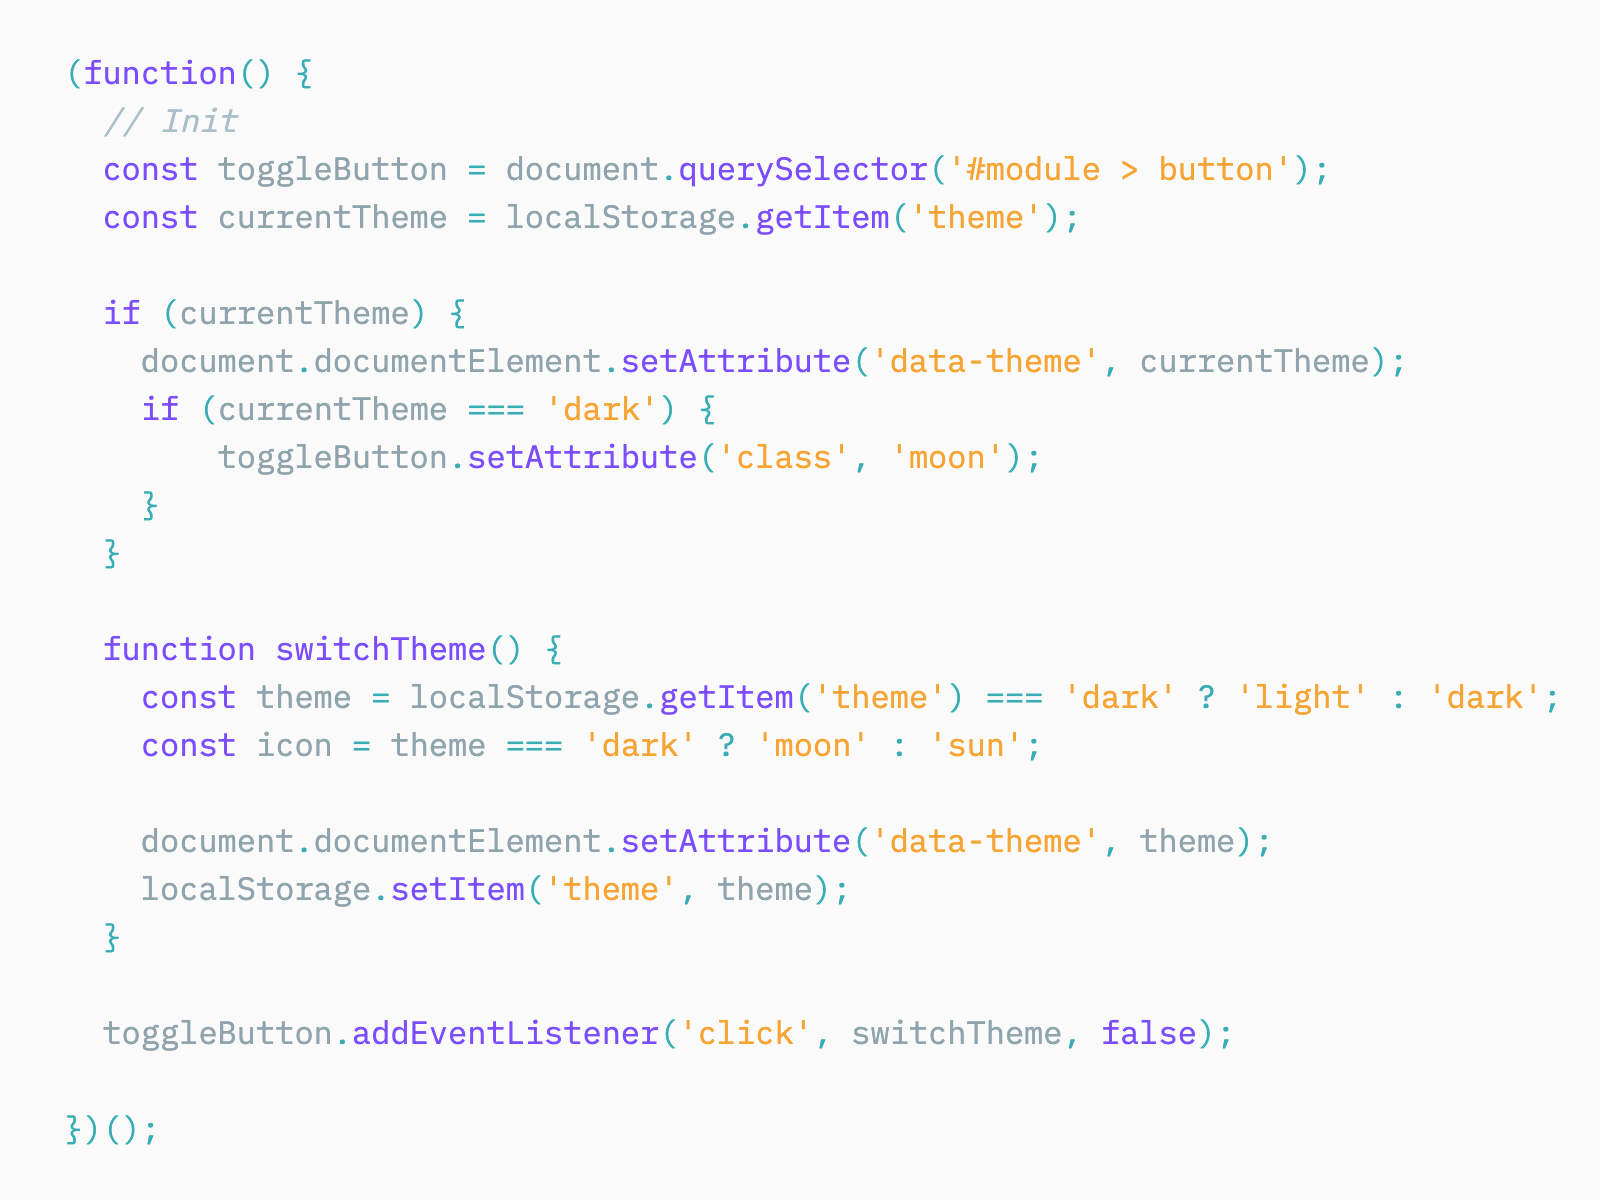 (function() {
  // Init
  const toggleButton = document.querySelector('#module > button');
  const currentTheme = localStorage.getItem('theme');

  if (currentTheme) {
    document.documentElement.setAttribute('data-theme', currentTheme);
    if (currentTheme === 'dark') {
        toggleButton.setAttribute('class', 'moon');
    }
  }

  function switchTheme() {
    const theme = localStorage.getItem('theme') === 'dark' ? 'light' : 'dark';
    const icon = theme === 'dark' ? 'moon' : 'sun';

    document.documentElement.setAttribute('data-theme', theme);
    localStorage.setItem('theme', theme);
  }

  toggleButton.addEventListener('click', switchTheme, false);

})();